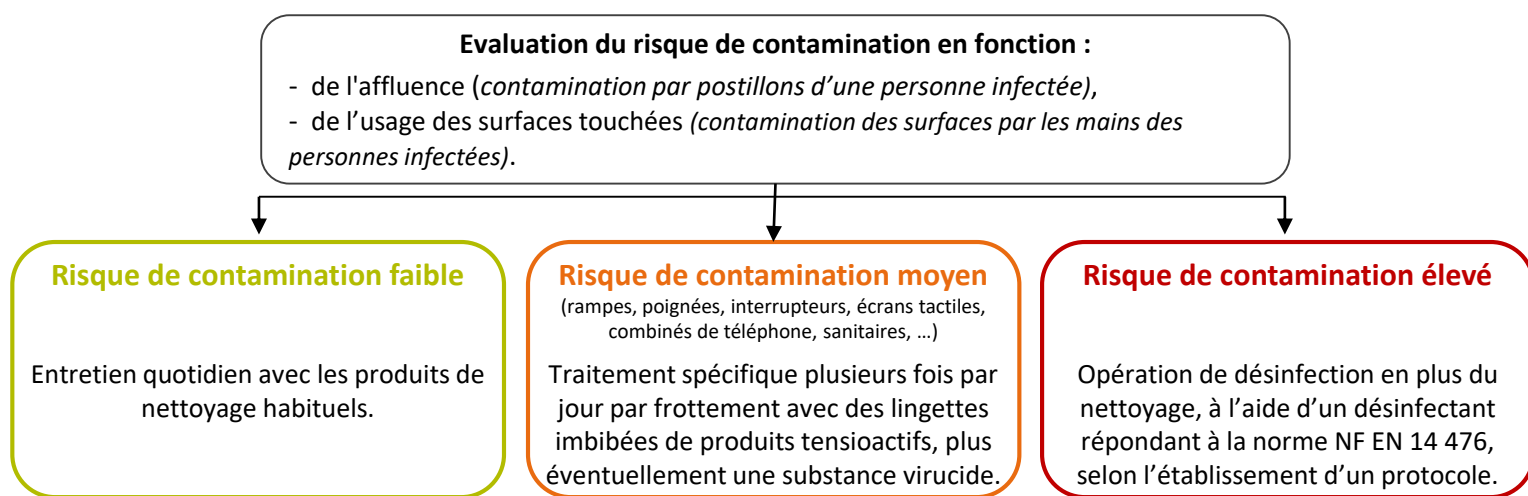 Evaluation du risque de contamination en fonction :
- de l'affluence (contamination par postillons d’une personne infectée),
- de l’usage des surfaces touchées (contamination des surfaces par les mains des
personnes infectées).
Risque de contamination faible
Entretien quotidien avec les produits de
nettoyage habituels.
Risque de contamination moyen
(rampes, poignées, interrupteurs, écrans tactiles,
combinés de téléphone, sanitaires, …)
Traitement spécifique plusieurs fois par
jour par frottement avec des lingettes
imbibées de produits tensioactifs, plus
éventuellement une substance virucide.
Risque de contamination élevé
Opération de désinfection en plus du
nettoyage, à l’aide d’un désinfectant
répondant à la norme NF EN 14 476,
selon l’établissement d’un protocole.